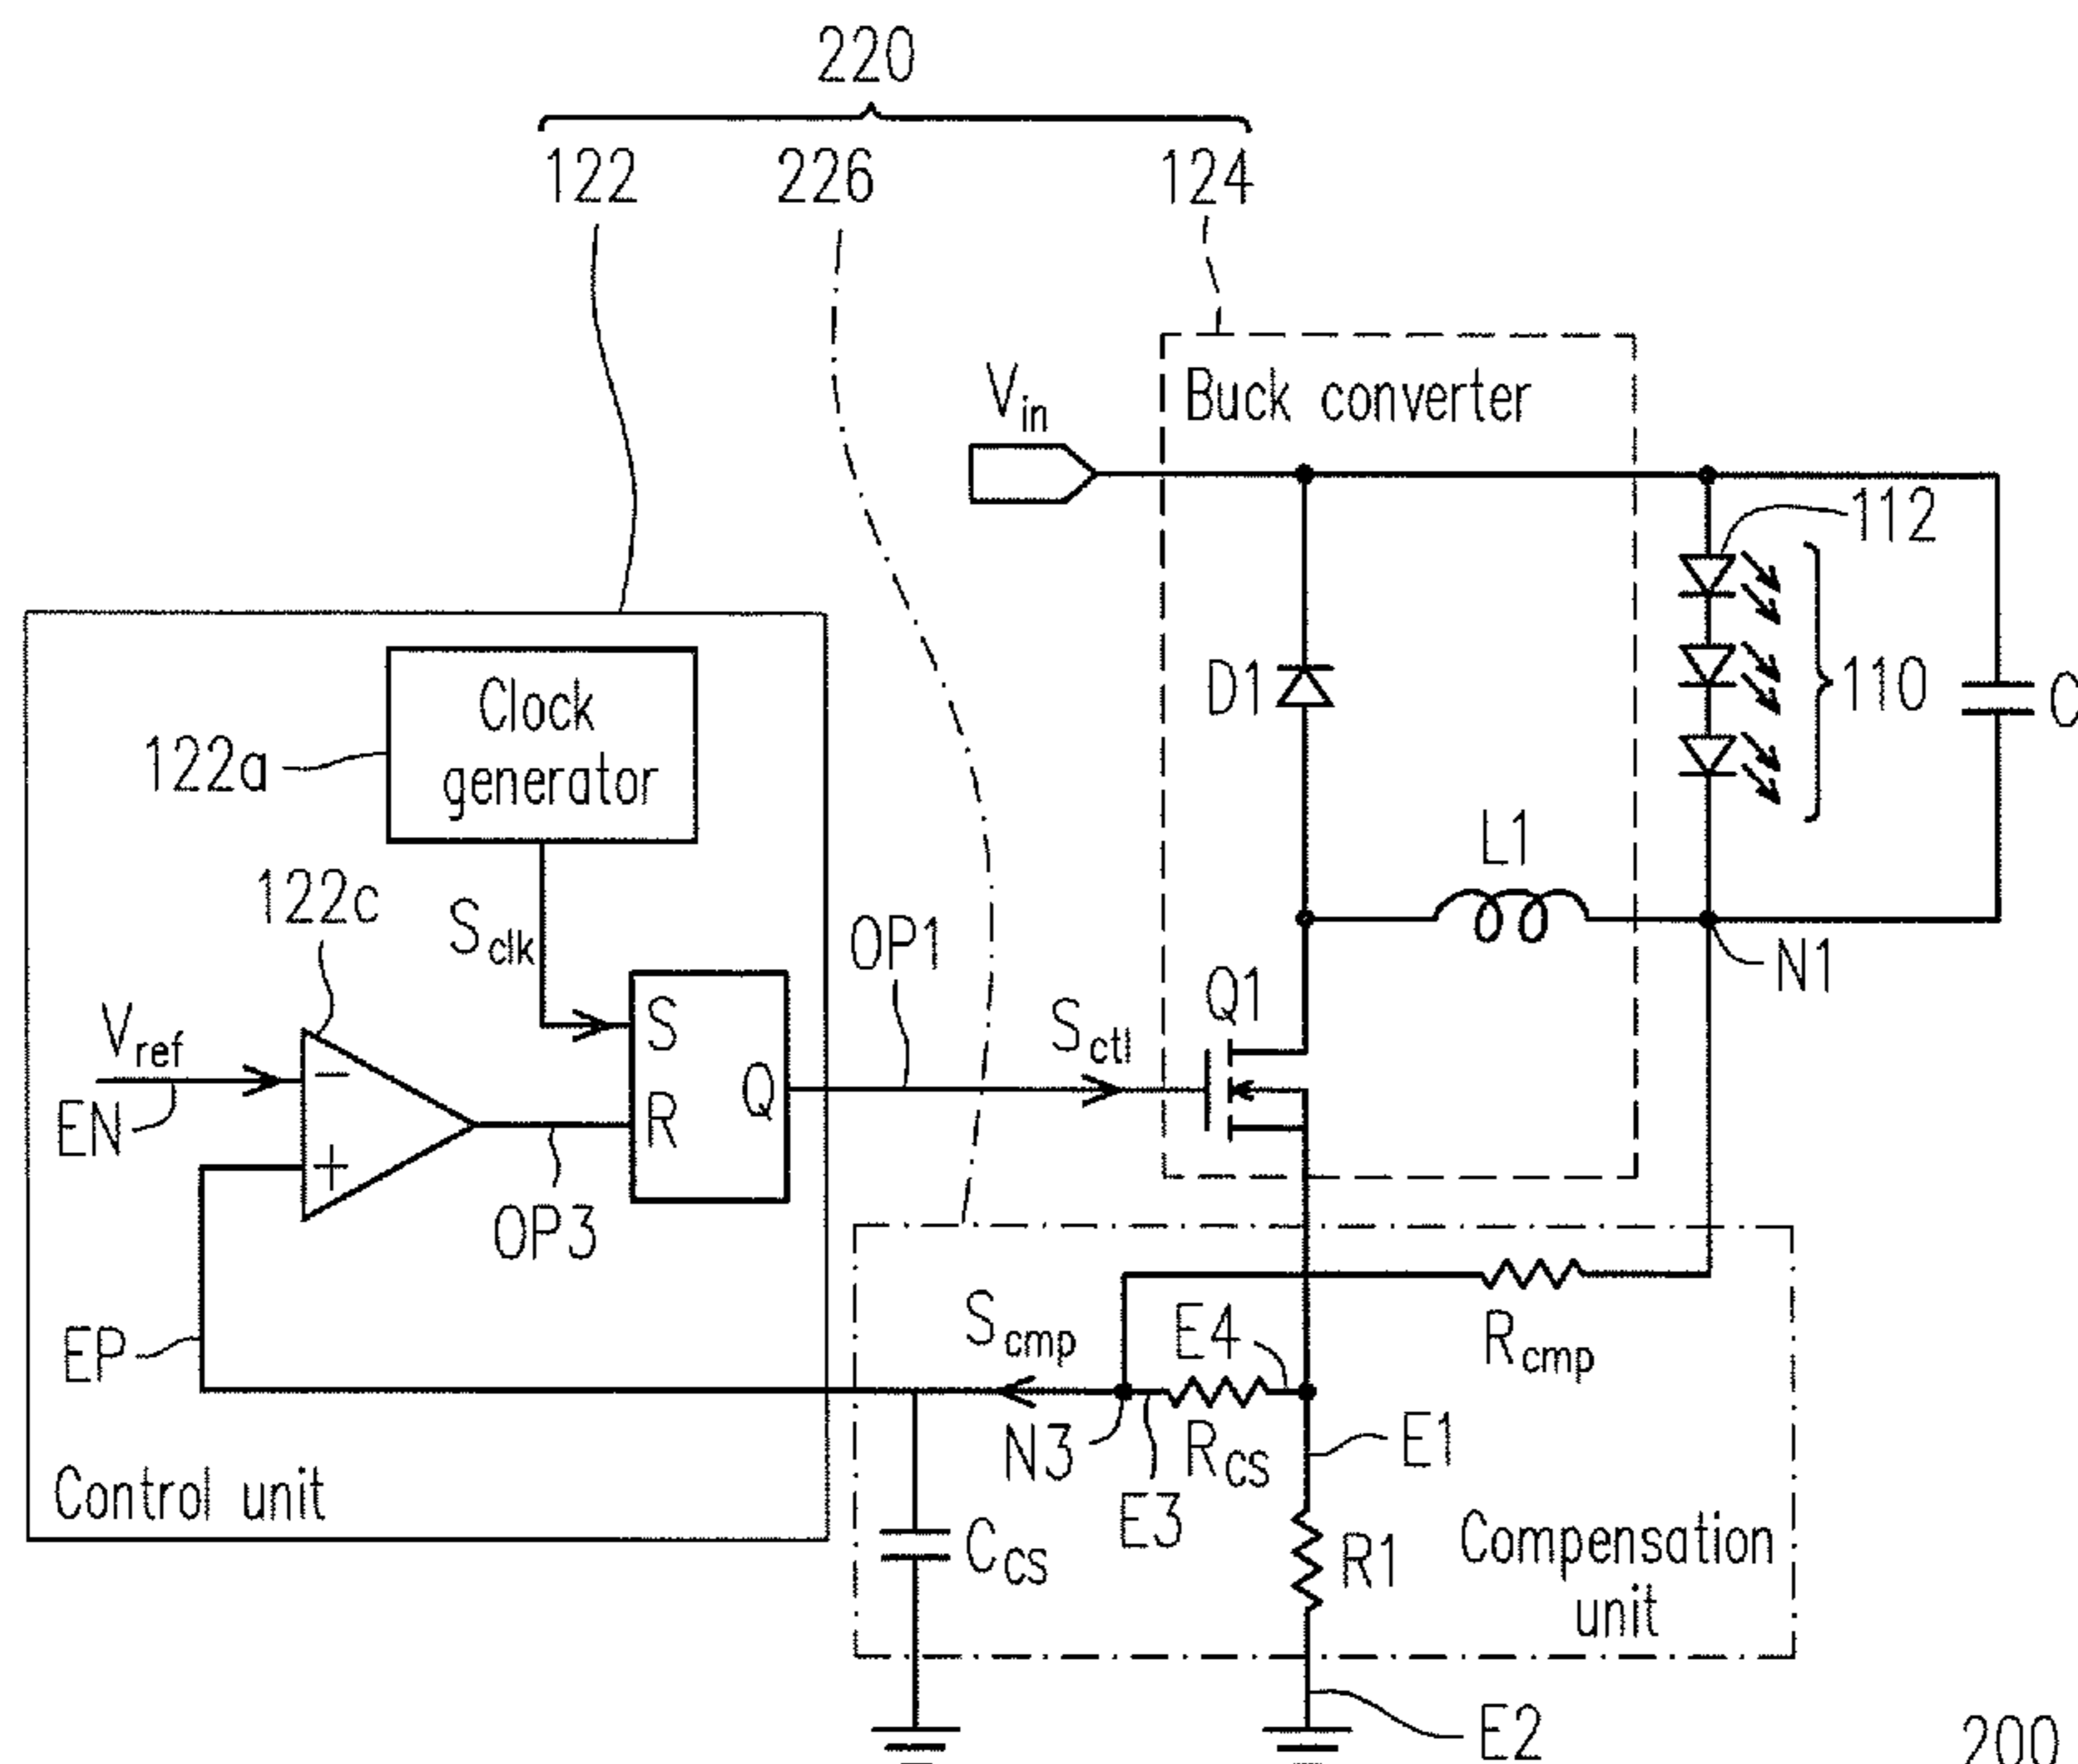 220
122 226 124
Vin
Buck converter
112
D1
110
C
Clock
generator
122a
L1
122c
Sclk
OP1
N1
Vref
S
Q1
Sctl
EN
R
Q
OP3
EP
Scmp
E4
Rcmp
N3
Rcs
E1
E3
Control unit
Ccs
R1
Compensation
unit
E2
200